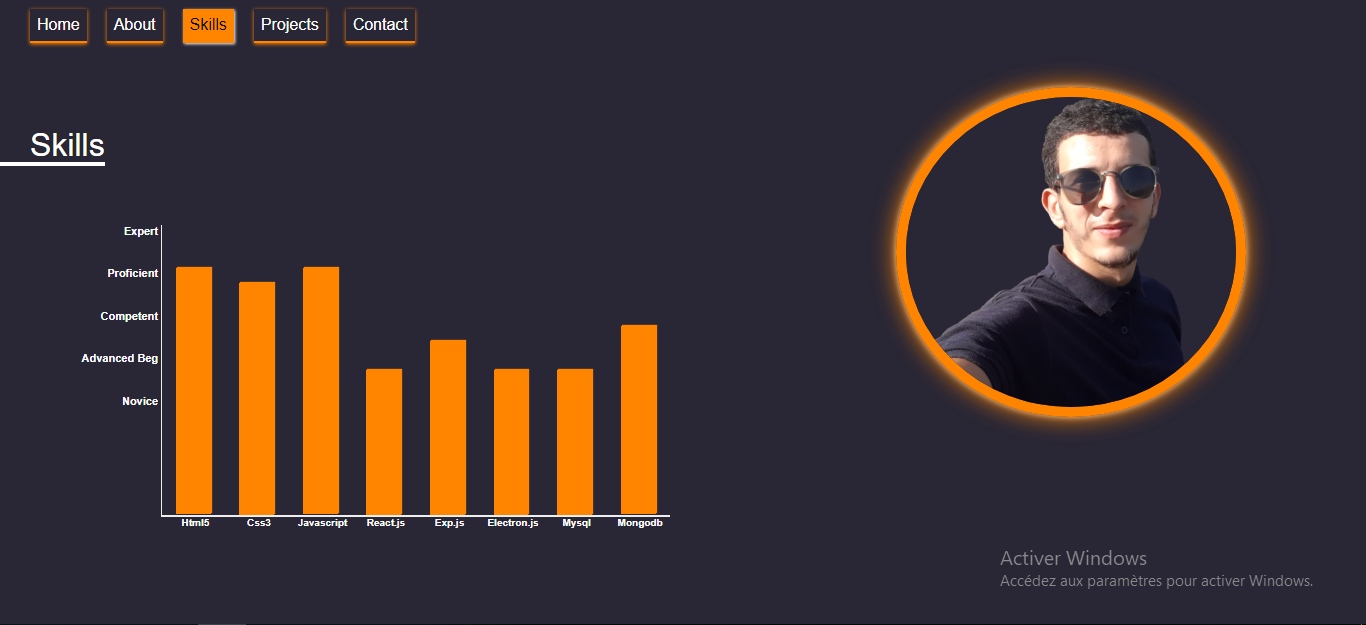 Home About Skills Projects Contact
Skills
Expert
Proficient
Competent
Advanced Beg
Novice
Html5 Css3 Javascript React.js Exp.js Electron.js Mysql Mongodb
Activer Windows
Accédez aux paramètres pour activer Windows.